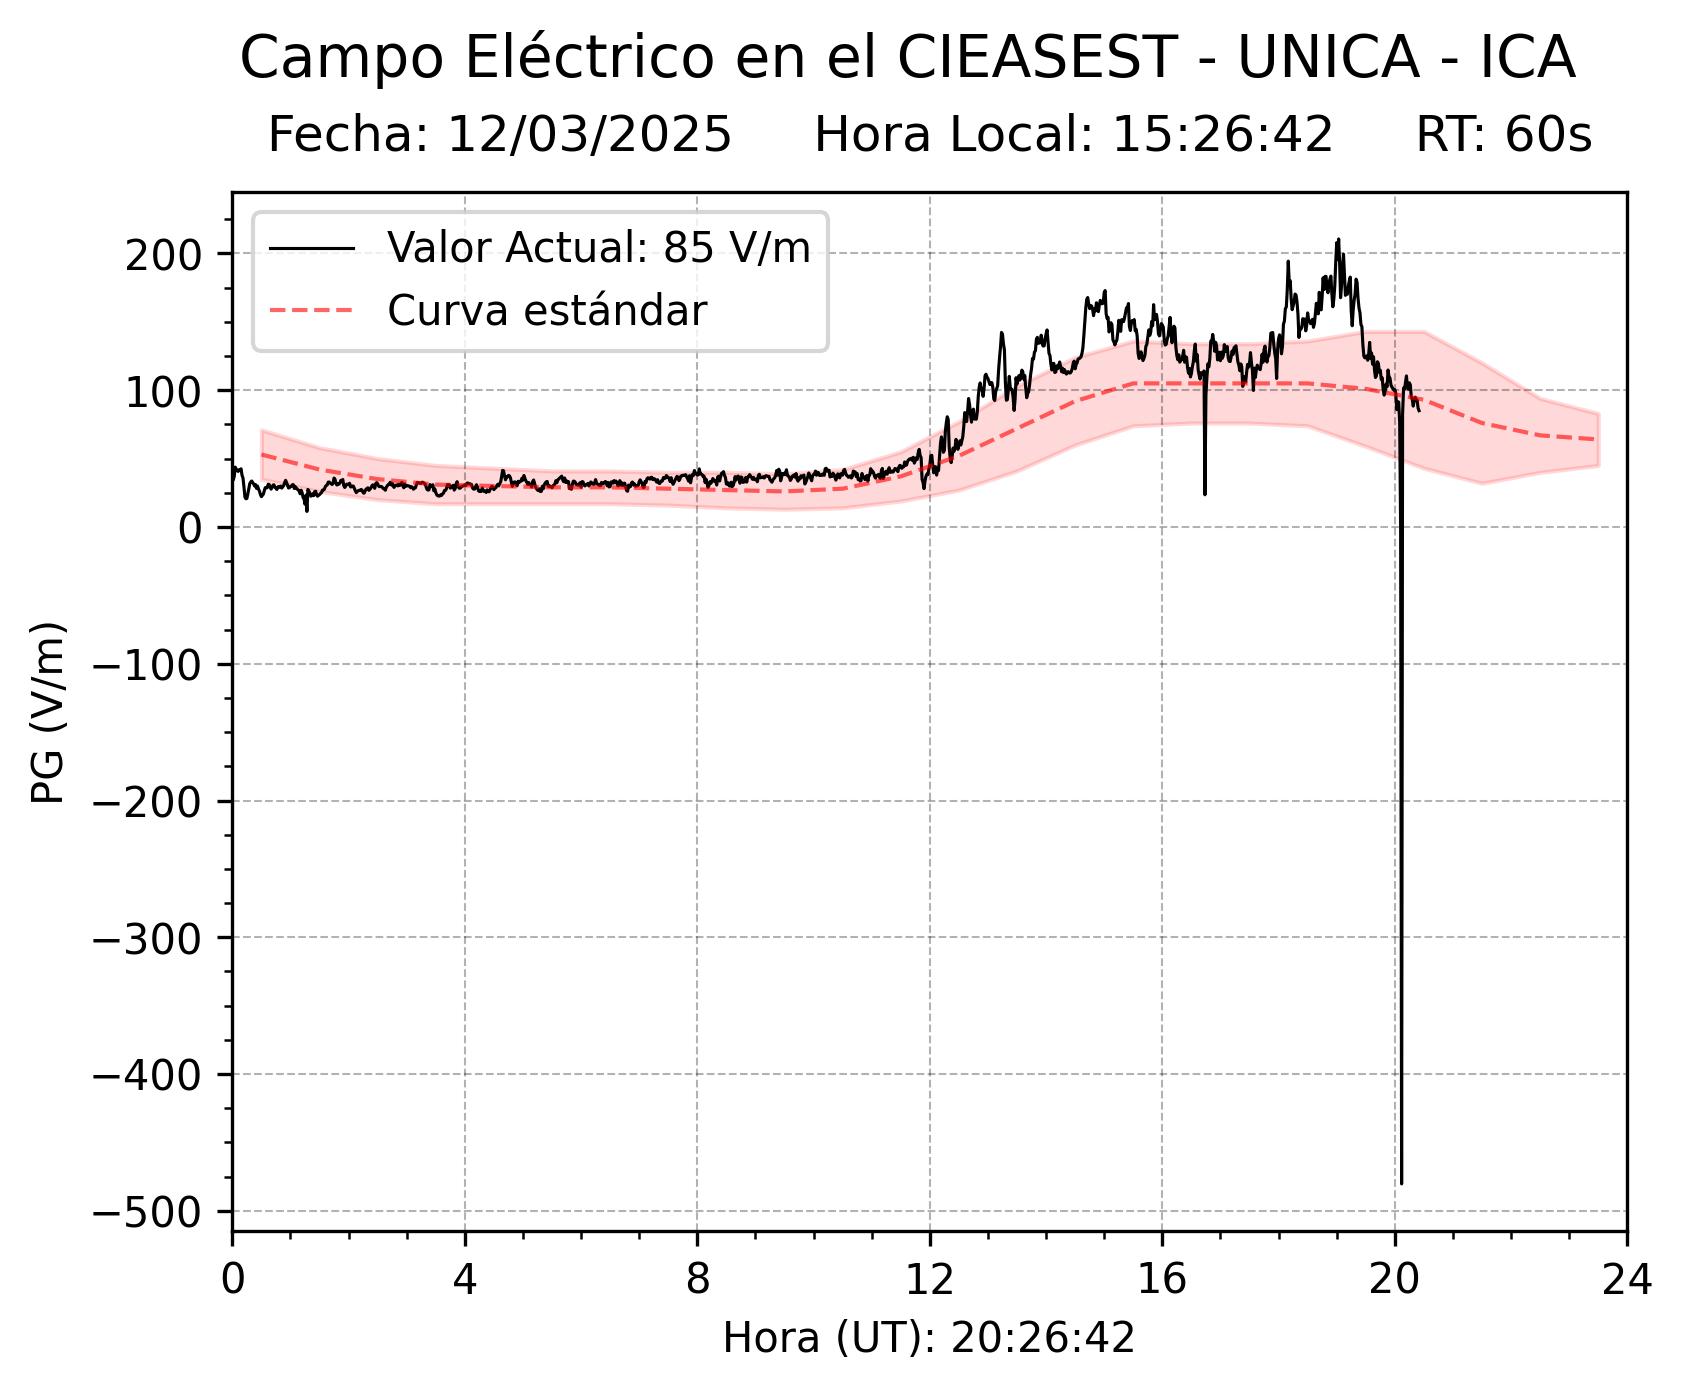 Campo Eléctrico en el CIEASEST - UNICA - ICA
Fecha: 12/03/2025 Hora Local: 15:26:42 RT: 60s
Valor Actual: 85 V/m
Curva estándar
PG (V/m)
200
100
0
−100
−200
−300
−400
−500
0 4 8 12 16 20 24
Hora (UT): 20:26:42